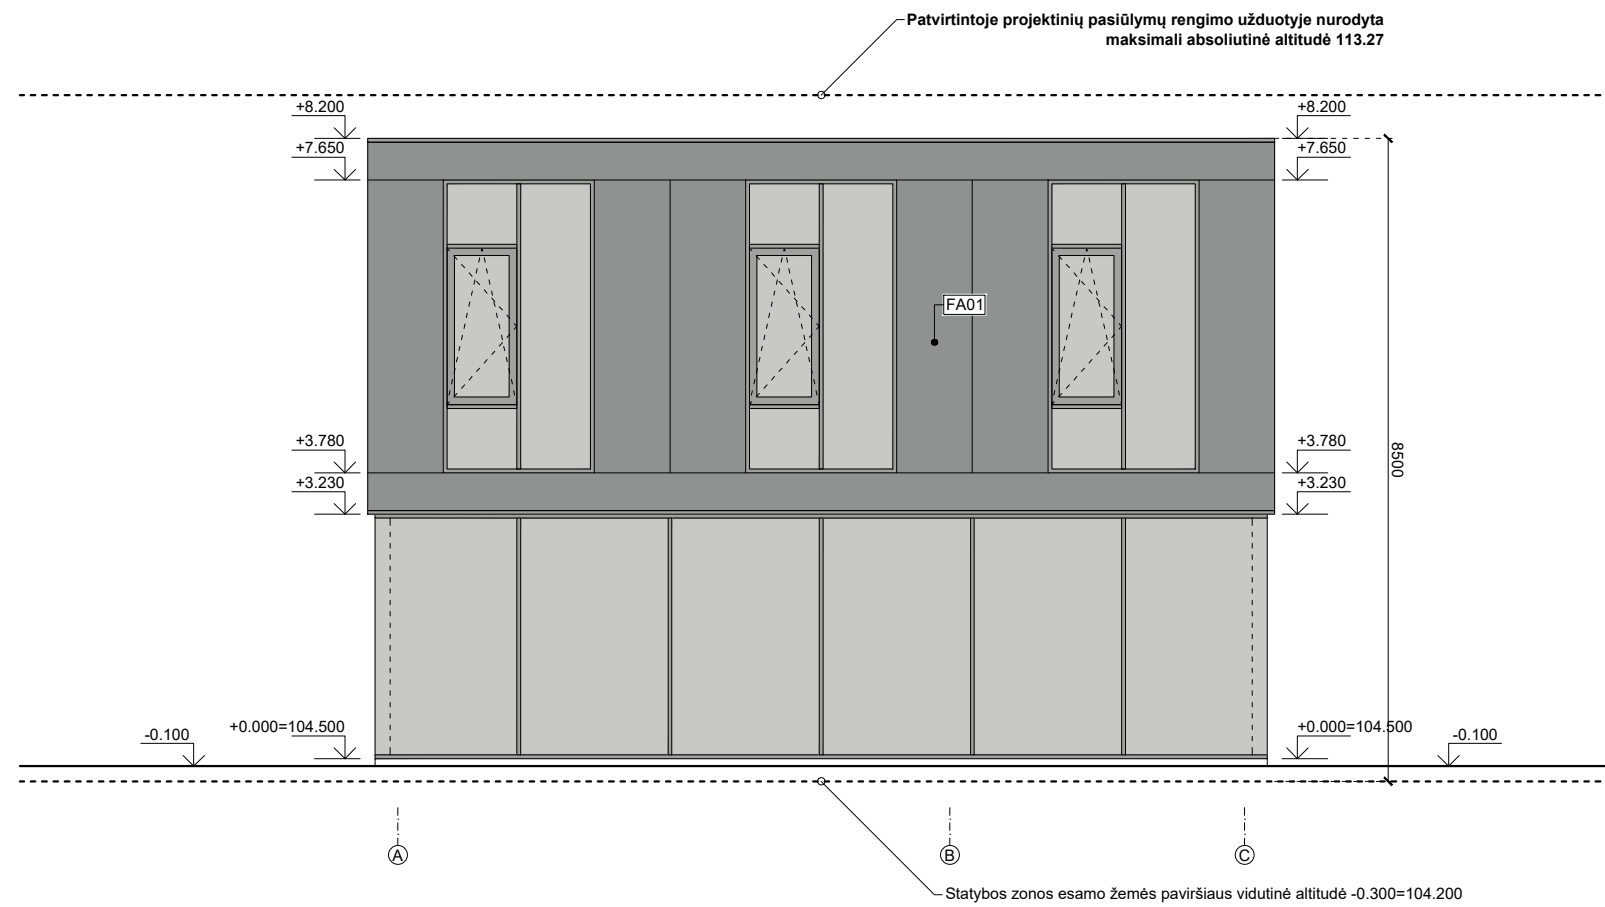 Patvirtintoje projektinių pasiūlymų rengimo užduotyje nurodyta
maksimali absoliutinė altitudė 113.27
+8.200
+8.200
+7.650
+7.650
FA01
+3.780
+3.780
8500
+3.230
+3.230
+0.000=104.500
+0.000=104.500
-0.100
-0.100
A
B
C
Statybos zonos esamo žemės paviršiaus vidutinė altitudė -0.300=104.200